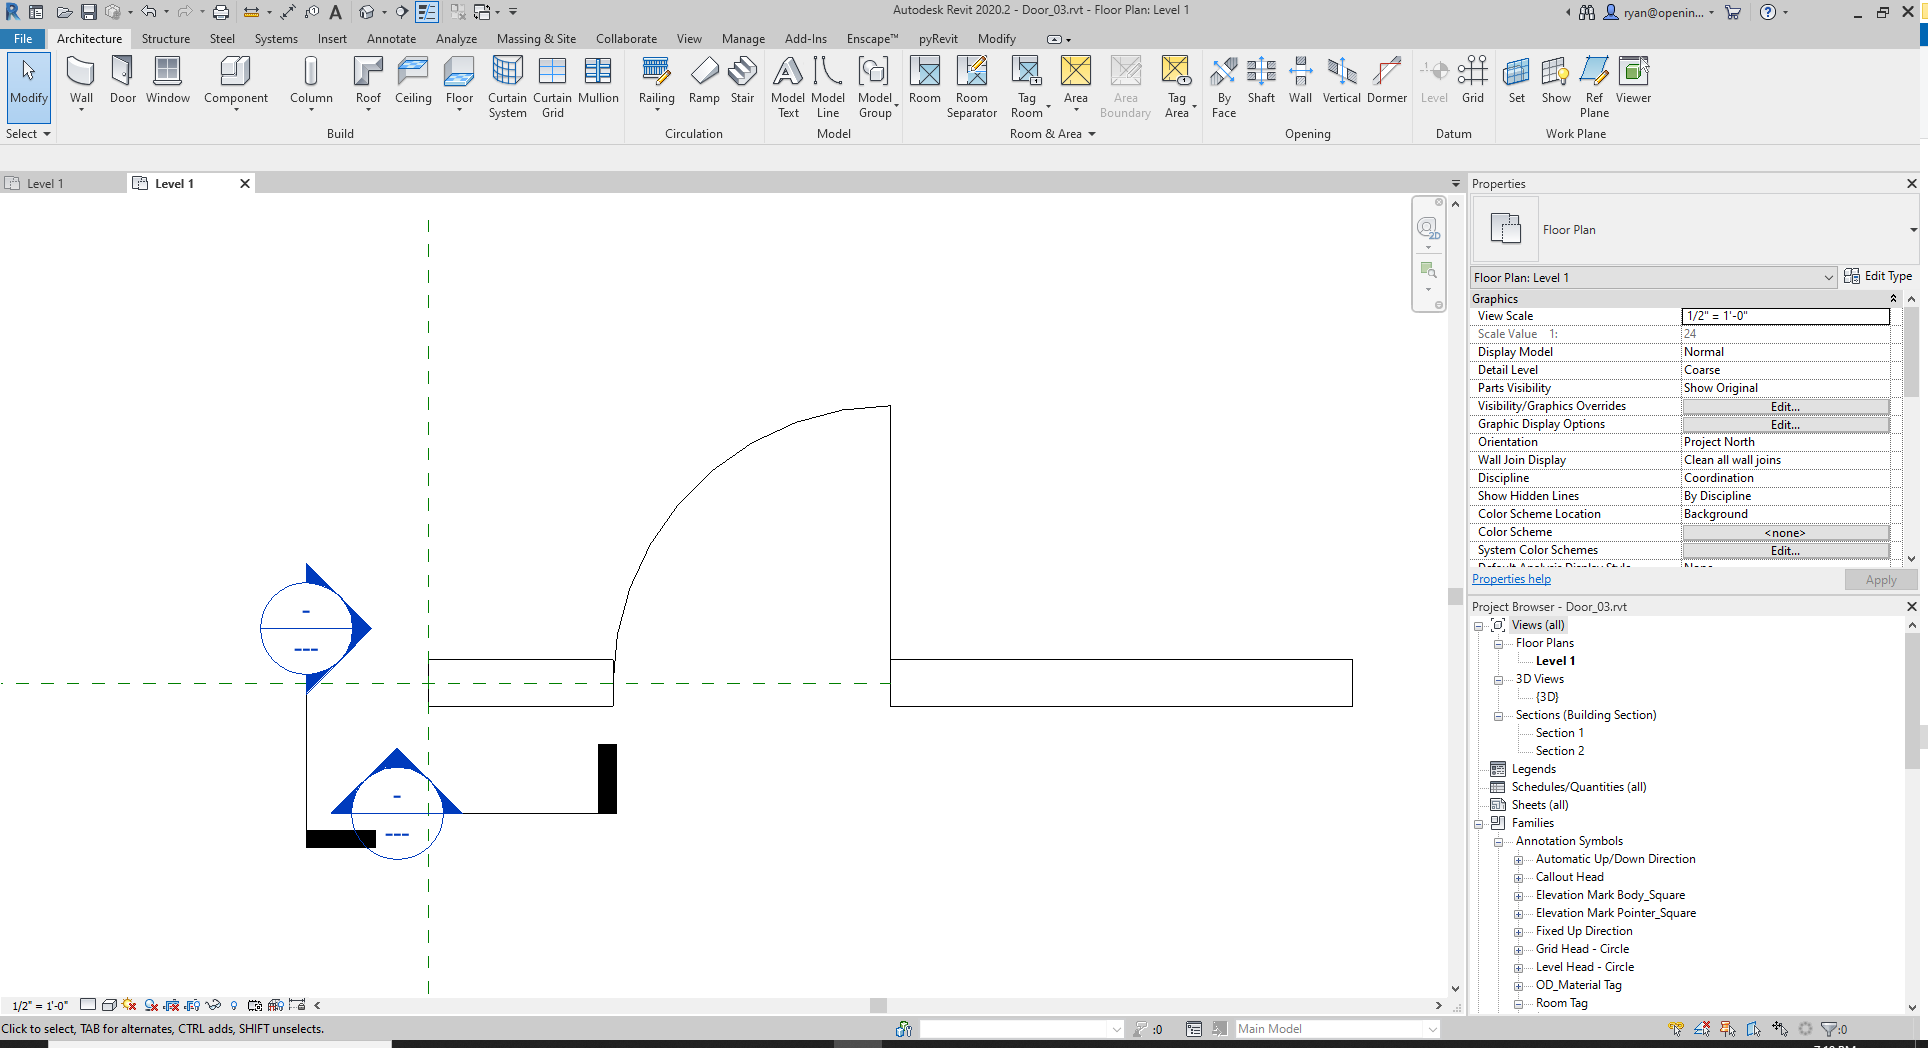 Autodesk Revit 2020.2 - Door_03.rvt - Floor Plan: Level 1
ryan@openin...
File Architecture Structure Steel Systems Insert Annotate Analyze Massing & Site Collaborate View Manage Add-Ins Enscape™ pyRevit Modify
Modify Wall Door Window Component Column Roof Ceiling Floor Curtain System Curtain Grid Mullion Railing Ramp Stair Model Text Model Line Model Group Room Room Separator Tag Room Area Area Boundary Tag Area By Face Shaft Wall Vertical Dormer Level Grid Set Show Ref Plane Viewer
Select Build Circulation Model Room & Area Opening Datum Work Plane
Level 1 Level 1
2D
-
---
-
---
Properties
Floor Plan
Floor Plan: Level 1 Edit Type
Graphics
View Scale 1/2" = 1'-0"
Scale Value 1: 24
Display Model Normal
Detail Level Coarse
Parts Visibility Show Original
Visibility/Graphics Overrides Edit...
Graphic Display Options Edit...
Orientation Project North
Wall Join Display Clean all wall joins
Discipline Coordination
Show Hidden Lines By Discipline
Color Scheme Location Background
Color Scheme <none>
System Color Schemes Edit...
Default Analysis Display Style None
Properties help Apply
Project Browser - Door_03.rvt
Views (all)
Floor Plans
Level 1
3D Views
{3D}
Sections (Building Section)
Section 1
Section 2
Legends
Schedules/Quantities (all)
Sheets (all)
Families
Annotation Symbols
Automatic Up/Down Direction
Callout Head
Elevation Mark Body_Square
Elevation Mark Pointer_Square
Fixed Up Direction
Grid Head - Circle
Level Head - Circle
OD_Material Tag
Room Tag
1/2" = 1'-0"
Click to select, TAB for alternates, CTRL adds, SHIFT unselects.
:0 Main Model :0